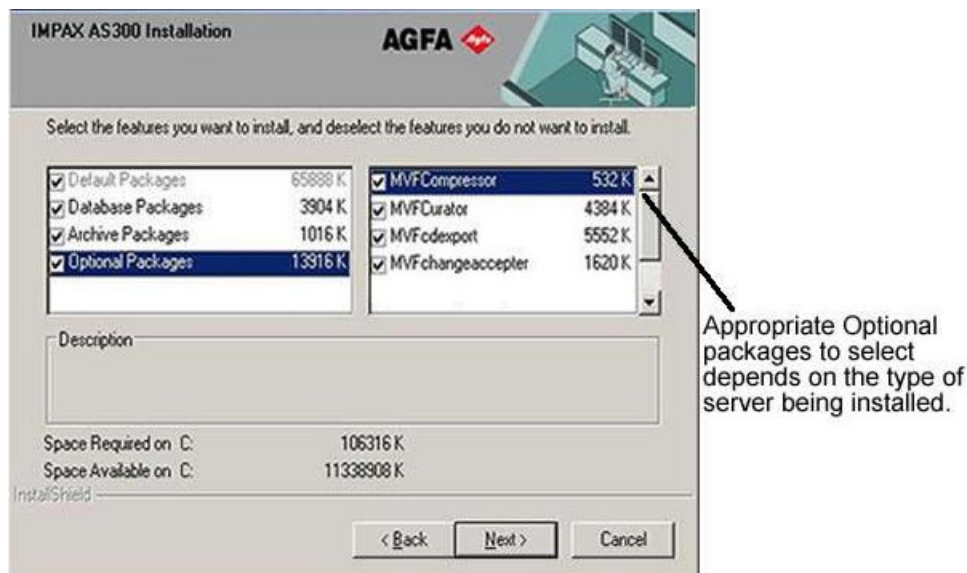 IMPAX AS300 Installation
AGFA
Select the features you want to install, and deselect the features you do not want to install.
Default Packages 65888 K
Database Packages 3904 K
Archive Packages 1016 K
Optional Packages 13916 K
MVFCompressor 532 K
MVFCurator 4384 K
MVFcdexport 5552 K
MVFchangeaccepter 1620 K
Appropriate Optional
packages to select
depends on the type of
server being installed.
Description
Space Required on C: 106316 K
Space Available on C: 11338908 K
InstallShield
< Back
Next >
Cancel